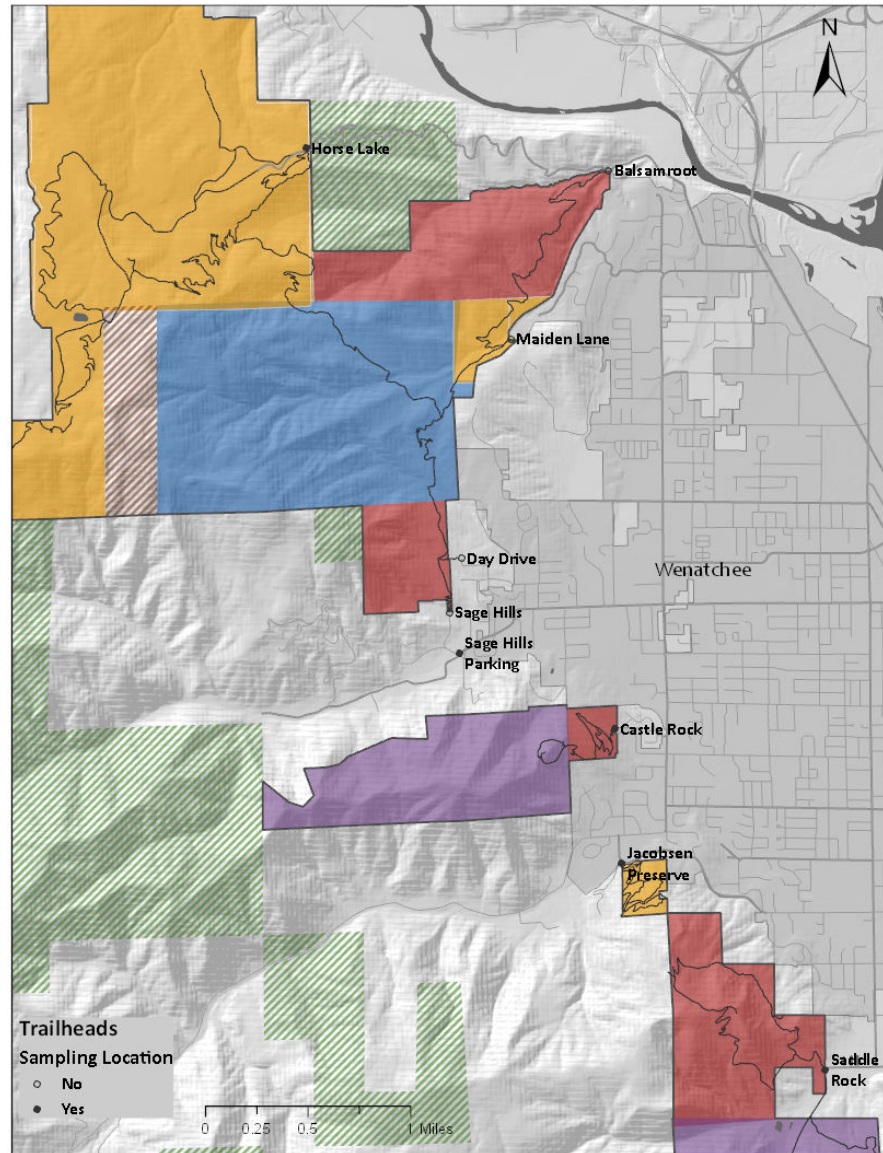 N
Horse Lake
Balsamroot
Maiden Lane
Day Drive
Wenatchee
Sage Hills
Sage Hills
Parking
Castle Rock
Jacobsen
Preserve
Trailheads
Sampling Location
No
Yes
0 0.25 0.5 1 Miles
Saddle
Rock